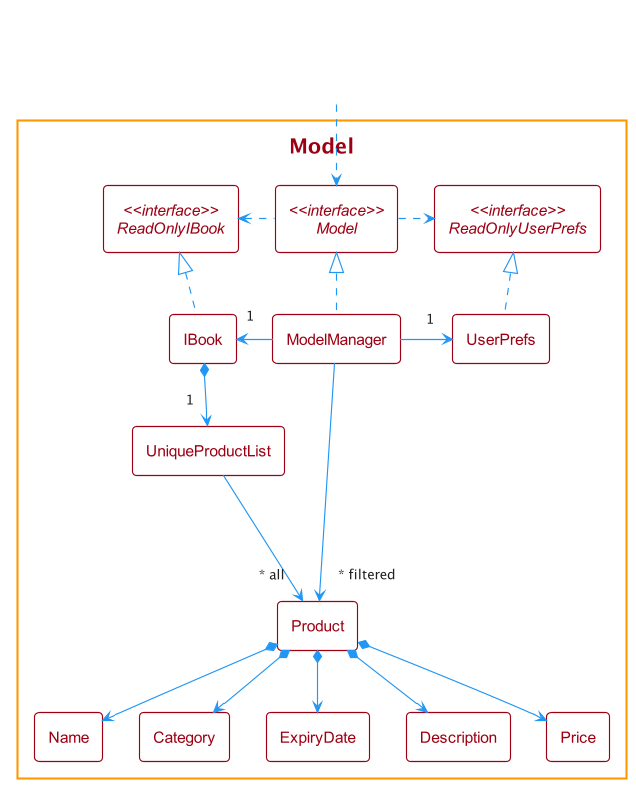 Model
<<interface>>
ReadOnlyIBook
<<interface>>
Model
<<interface>>
ReadOnlyUserPrefs
1
1
IBook
ModelManager
UserPrefs
1
UniqueProductList
* all
* filtered
Product
Name
Category
ExpiryDate
Description
Price